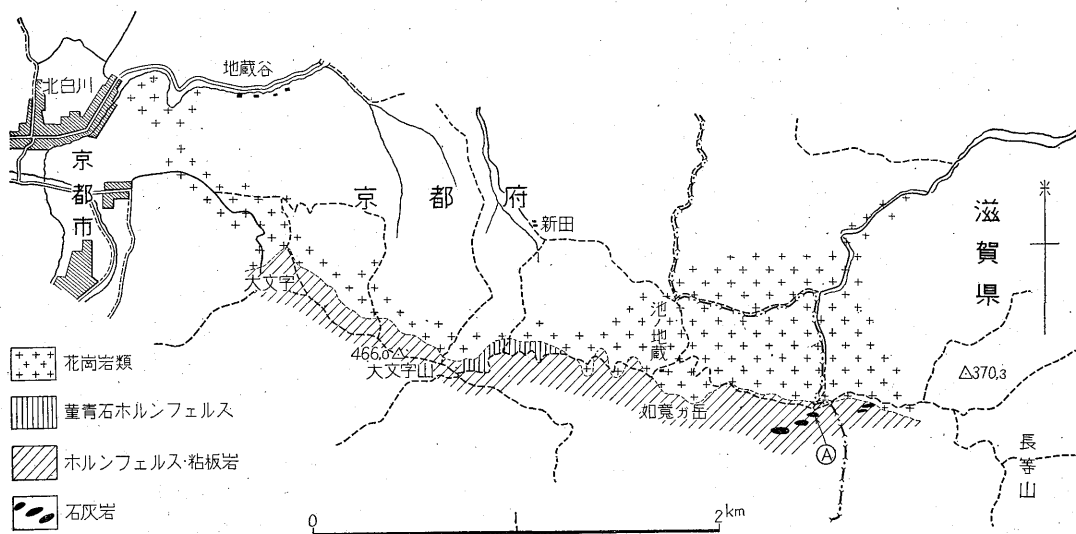 北白川
地蔵谷
京都市
京都府
新田
滋賀県
大文字
池ノ地蔵
466,0△
大文字山
△370,3
如寬ヵ岳
長等山
Ⓐ
花崗岩類
菫青石ホルンフェルス
ホルンフェルス・粘板岩
石灰岩
0 1 2km